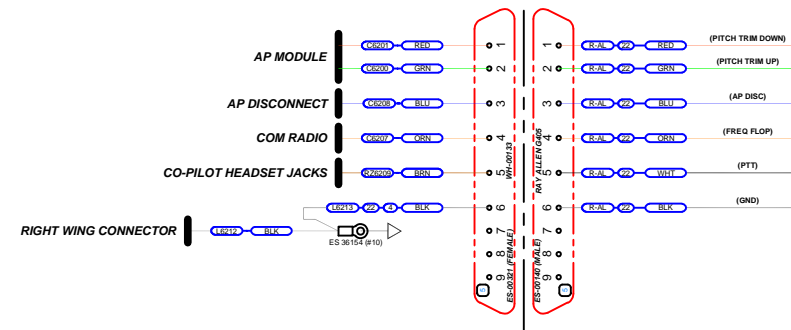 AP MODULE C6201 RED 1 1 R-AL 22 RED (PITCH TRIM DOWN)
C6200 GRN 2 2 R-AL 22 GRN (PITCH TRIM UP)
AP DISCONNECT C6208 BLU 3 3 R-AL 22 BLU (AP DISC)
COM RADIO C6207 ORN 4 4 R-AL 22 ORN (FREQ FLOP)
CO-PILOT HEADSET JACKS RZ6209 BRN 5 5 R-AL 22 WHT (PTT)
L6213 22 4 BLK 6 6 R-AL 22 BLK (GND)
RIGHT WING CONNECTOR L6212 BLK 7 7
ES 36154 (#10)
8 8
9 9
WH-00133
ES-00321 (FEMALE)
RAY ALLEN G405
ES-00140 (MALE)
5 5